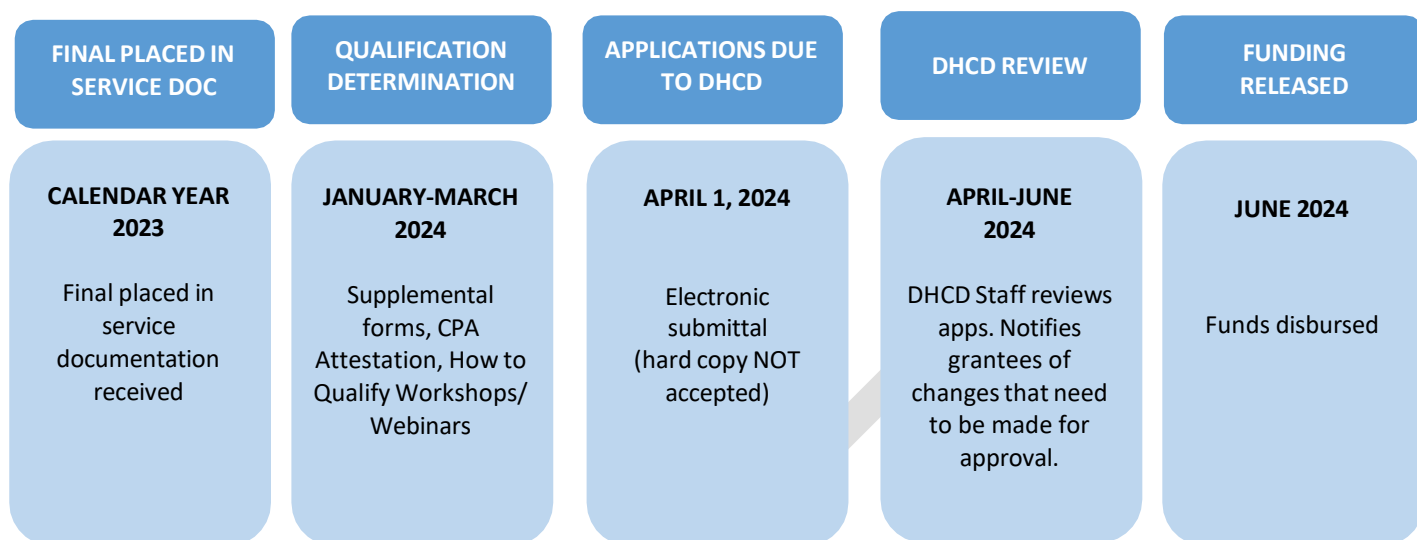 FINAL PLACED IN
SERVICE DOC
CALENDAR YEAR
2023
Final placed in
service
documentation
received
QUALIFICATION
DETERMINATION
JANUARY-MARCH
2024
Supplemental
forms, CPA
Attestation, How to
Qualify Workshops/
Webinars
APPLICATIONS DUE
TO DHCD
APRIL 1, 2024
Electronic
submittal
(hard copy NOT
accepted)
DHCD REVIEW
APRIL-JUNE
2024
DHCD Staff reviews
apps. Notifies
grantees of
changes that need
to be made for
approval.
FUNDING
RELEASED
JUNE 2024
Funds disbursed